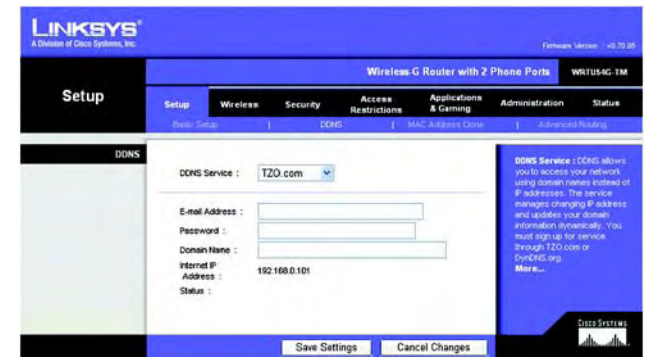 LINKSYS®
A Division of Cisco Systems, Inc.
Firmware Version : v0.70.05
Wireless-G Router with 2 Phone Ports
WRTU54G-TM
Setup
Setup
Wireless
Security
Access Restrictions
Applications & Gaming
Administration
Status
Basic Setup | DDNS | MAC Address Clone | Advanced Routing
DDNS
DDNS Service :
TZO.com
E-mail Address :
Password :
Domain Name :
Internet IP
Address :
192.168.0.101
Status :
DDNS Service : DDNS allows
you to access your network
using domain names instead of
IP addresses. The service
manages changing IP address
and updates your domain
information dynamically. You
must sign up for service
through TZO.com or
DynDNS.org.
More...
Save Settings
Cancel Changes
CISCO SYSTEMS